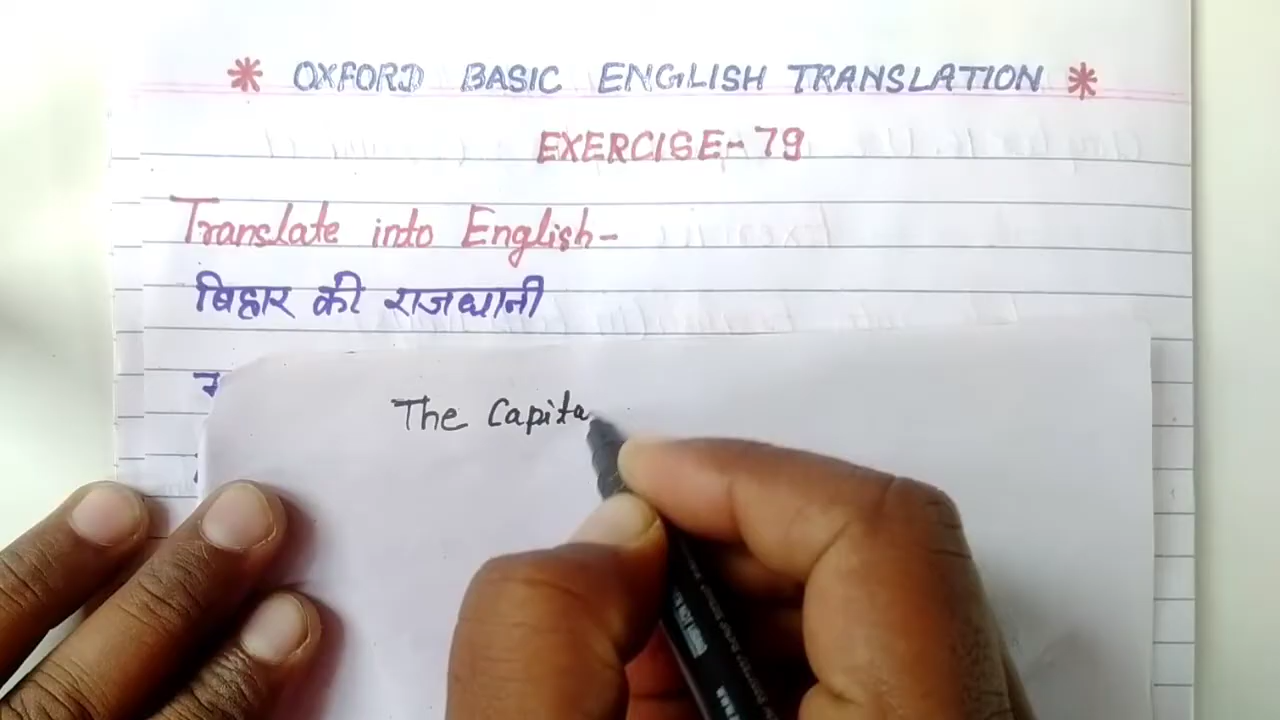 * OXFORD BASIC ENGLISH TRANSLATION *
EXERCISE-79
Translate into English-
बिहार की राजधानी
The Capita